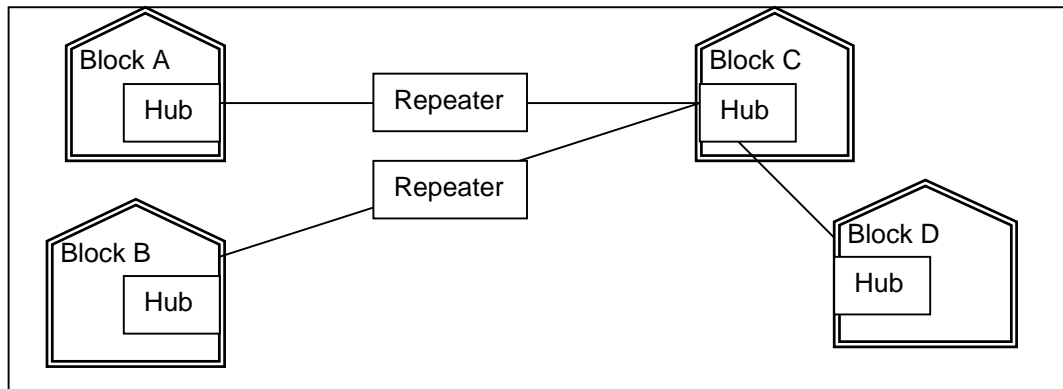 Block A
Hub
Repeater
Block C
Hub
Repeater
Block B
Hub
Block D
Hub